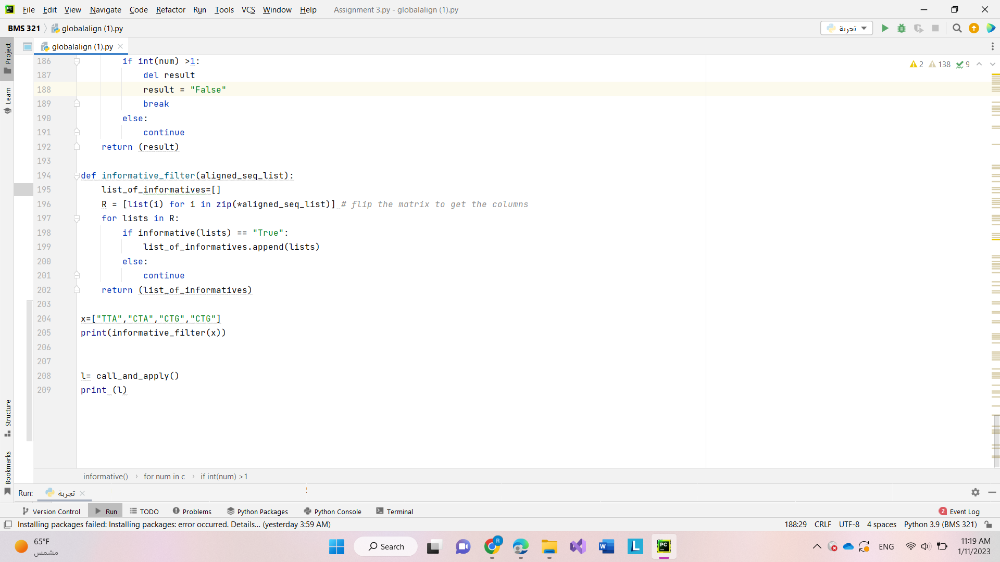 File Edit View Navigate Code Refactor Run Tools VCS Window Help Assignment 3.py - globalalign (1).py
BMS 321 globalalign (1).py تجربة
Project globalalign (1).py
Learn
Structure
Bookmarks
2 138 9
186 if int(num) >1:
187 del result
188 result = "False"
189 break
190 else:
191 continue
192 return (result)
193
194 def informative_filter(aligned_seq_list):
195 list_of_informatives=[]
196 R = [list(i) for i in zip(*aligned_seq_list)] # flip the matrix to get the columns
197 for lists in R:
198 if informative(lists) == "True":
199 list_of_informatives.append(lists)
200 else:
201 continue
202 return (list_of_informatives)
203
204 x=["TTA","CTA","CTG","CTG"]
205 print(informative_filter(x))
206
207
208 l= call_and_apply()
209 print (l)
informative() for num in c if int(num) >1
Run: تجربة
Version Control Run TODO Problems Python Packages Python Console Terminal 2 Event Log
Installing packages failed: Installing packages: error occurred. Details... (yesterday 3:59 AM) 188:29 CRLF UTF-8 4 spaces Python 3.9 (BMS 321)
65°F
مشمس
Search
ENG
11:19 AM
1/11/2023